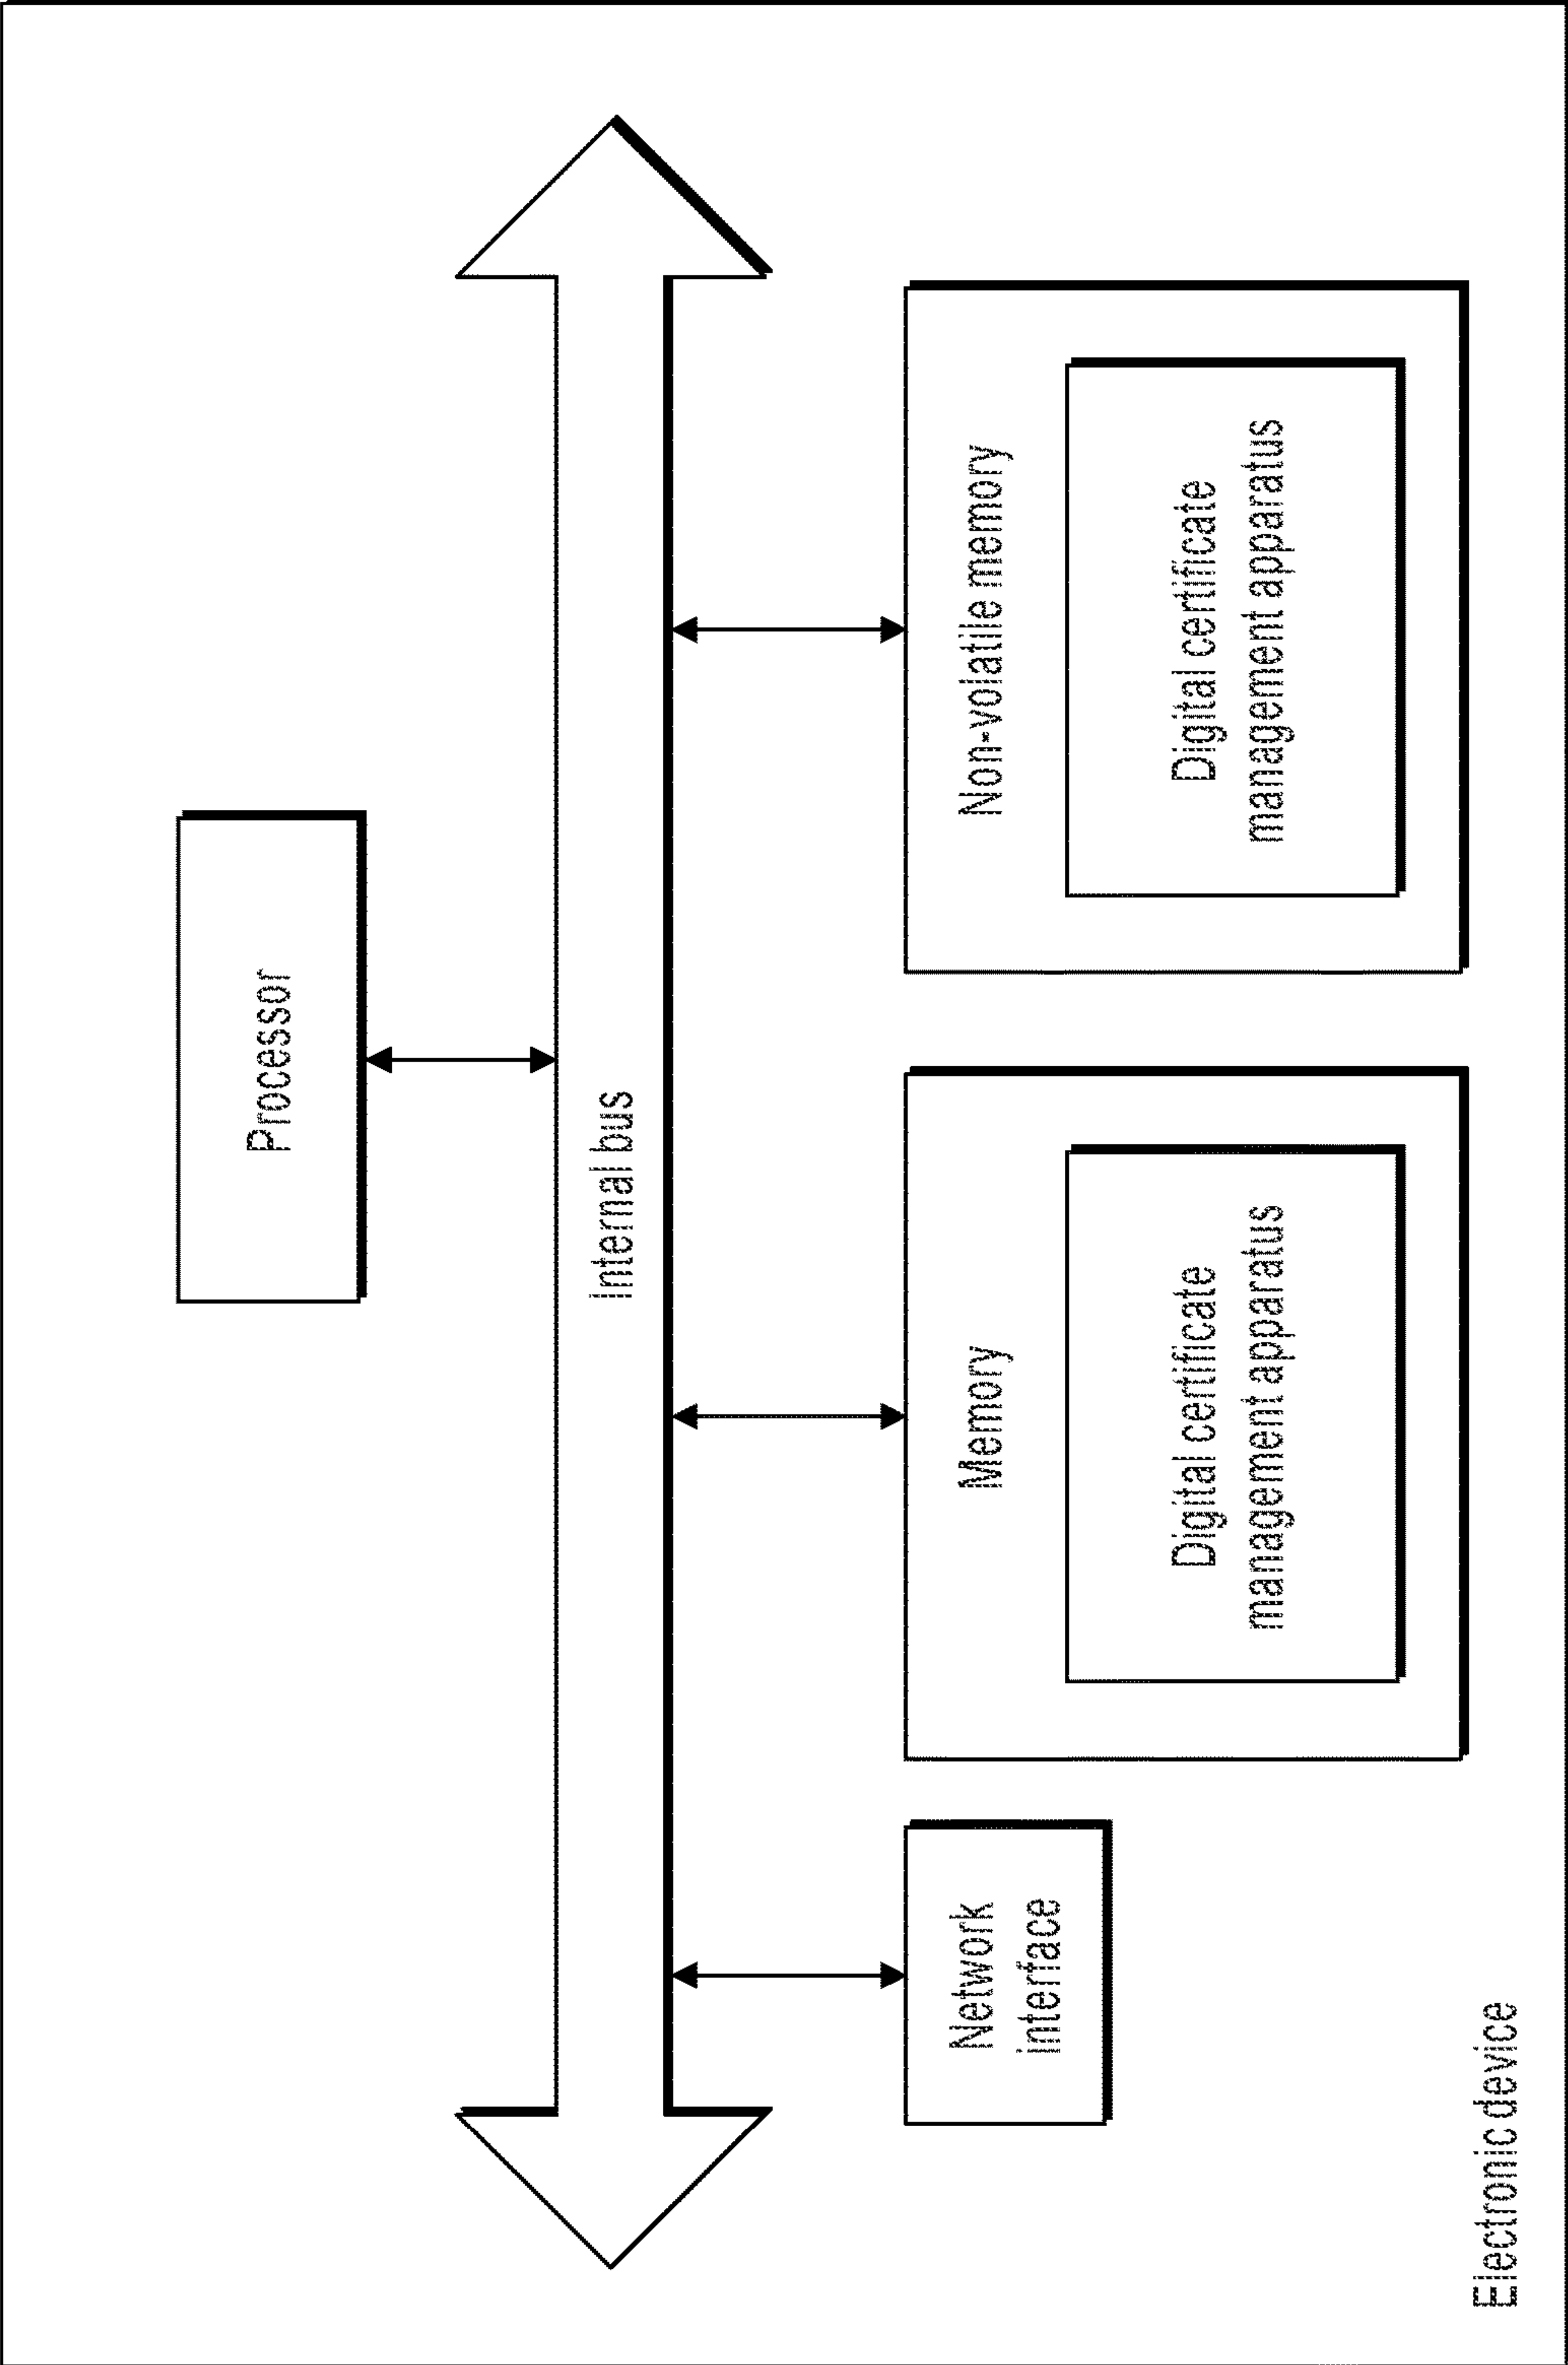 Processor
Internal bus
Network
interface
Memory
Digital certificate
management apparatus
Non-volatile memory
Digital certificate
management apparatus
Electronic device